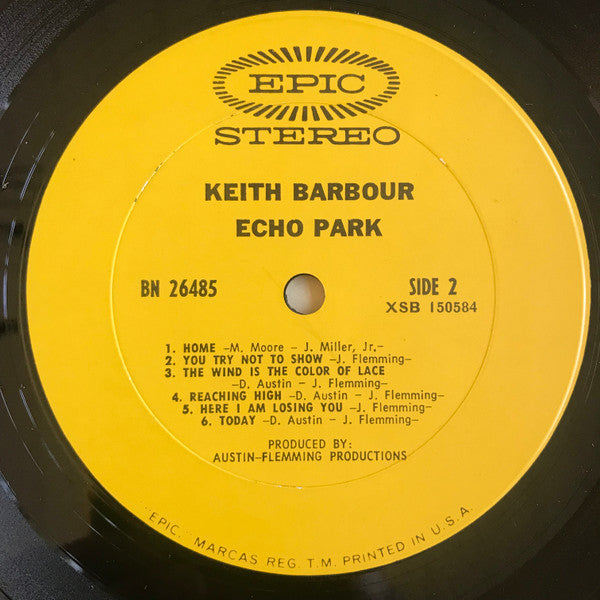 EPIC
STEREO
KEITH BARBOUR
ECHO PARK
BN 26485
SIDE 2
XSB 150584
1. HOME –M. Moore – J. Miller, Jr.–
2. YOU TRY NOT TO SHOW –J. Flemming–
3. THE WIND IS THE COLOR OF LACE
–D. Austin – J. Flemming–
4. REACHING HIGH –D. Austin – J. Flemming–
5. HERE I AM LOSING YOU –J. Flemming–
6. TODAY –D. Austin – J. Flemming–
PRODUCED BY:
AUSTIN–FLEMMING PRODUCTIONS
"EPIC," MARCAS REG. T.M. PRINTED IN U.S.A.